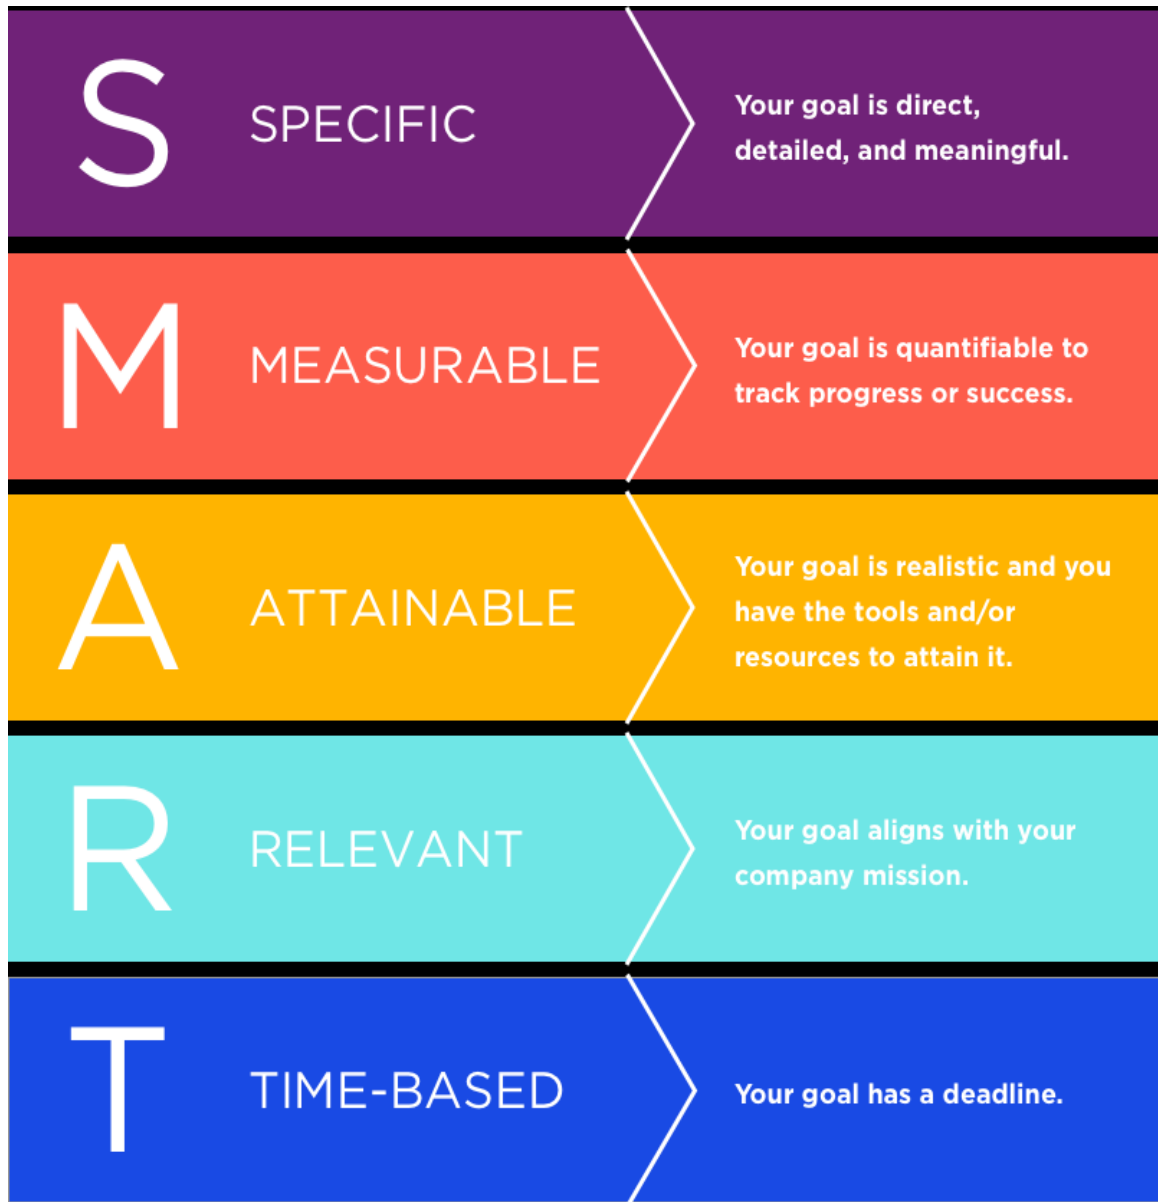 S
SPECIFIC
Your goal is direct,
detailed, and meaningful.
M
MEASURABLE
Your goal is quantifiable to
track progress or success.
A
ATTAINABLE
Your goal is realistic and you
have the tools and/or
resources to attain it.
R
RELEVANT
Your goal aligns with your
company mission.
T
TIME-BASED
Your goal has a deadline.